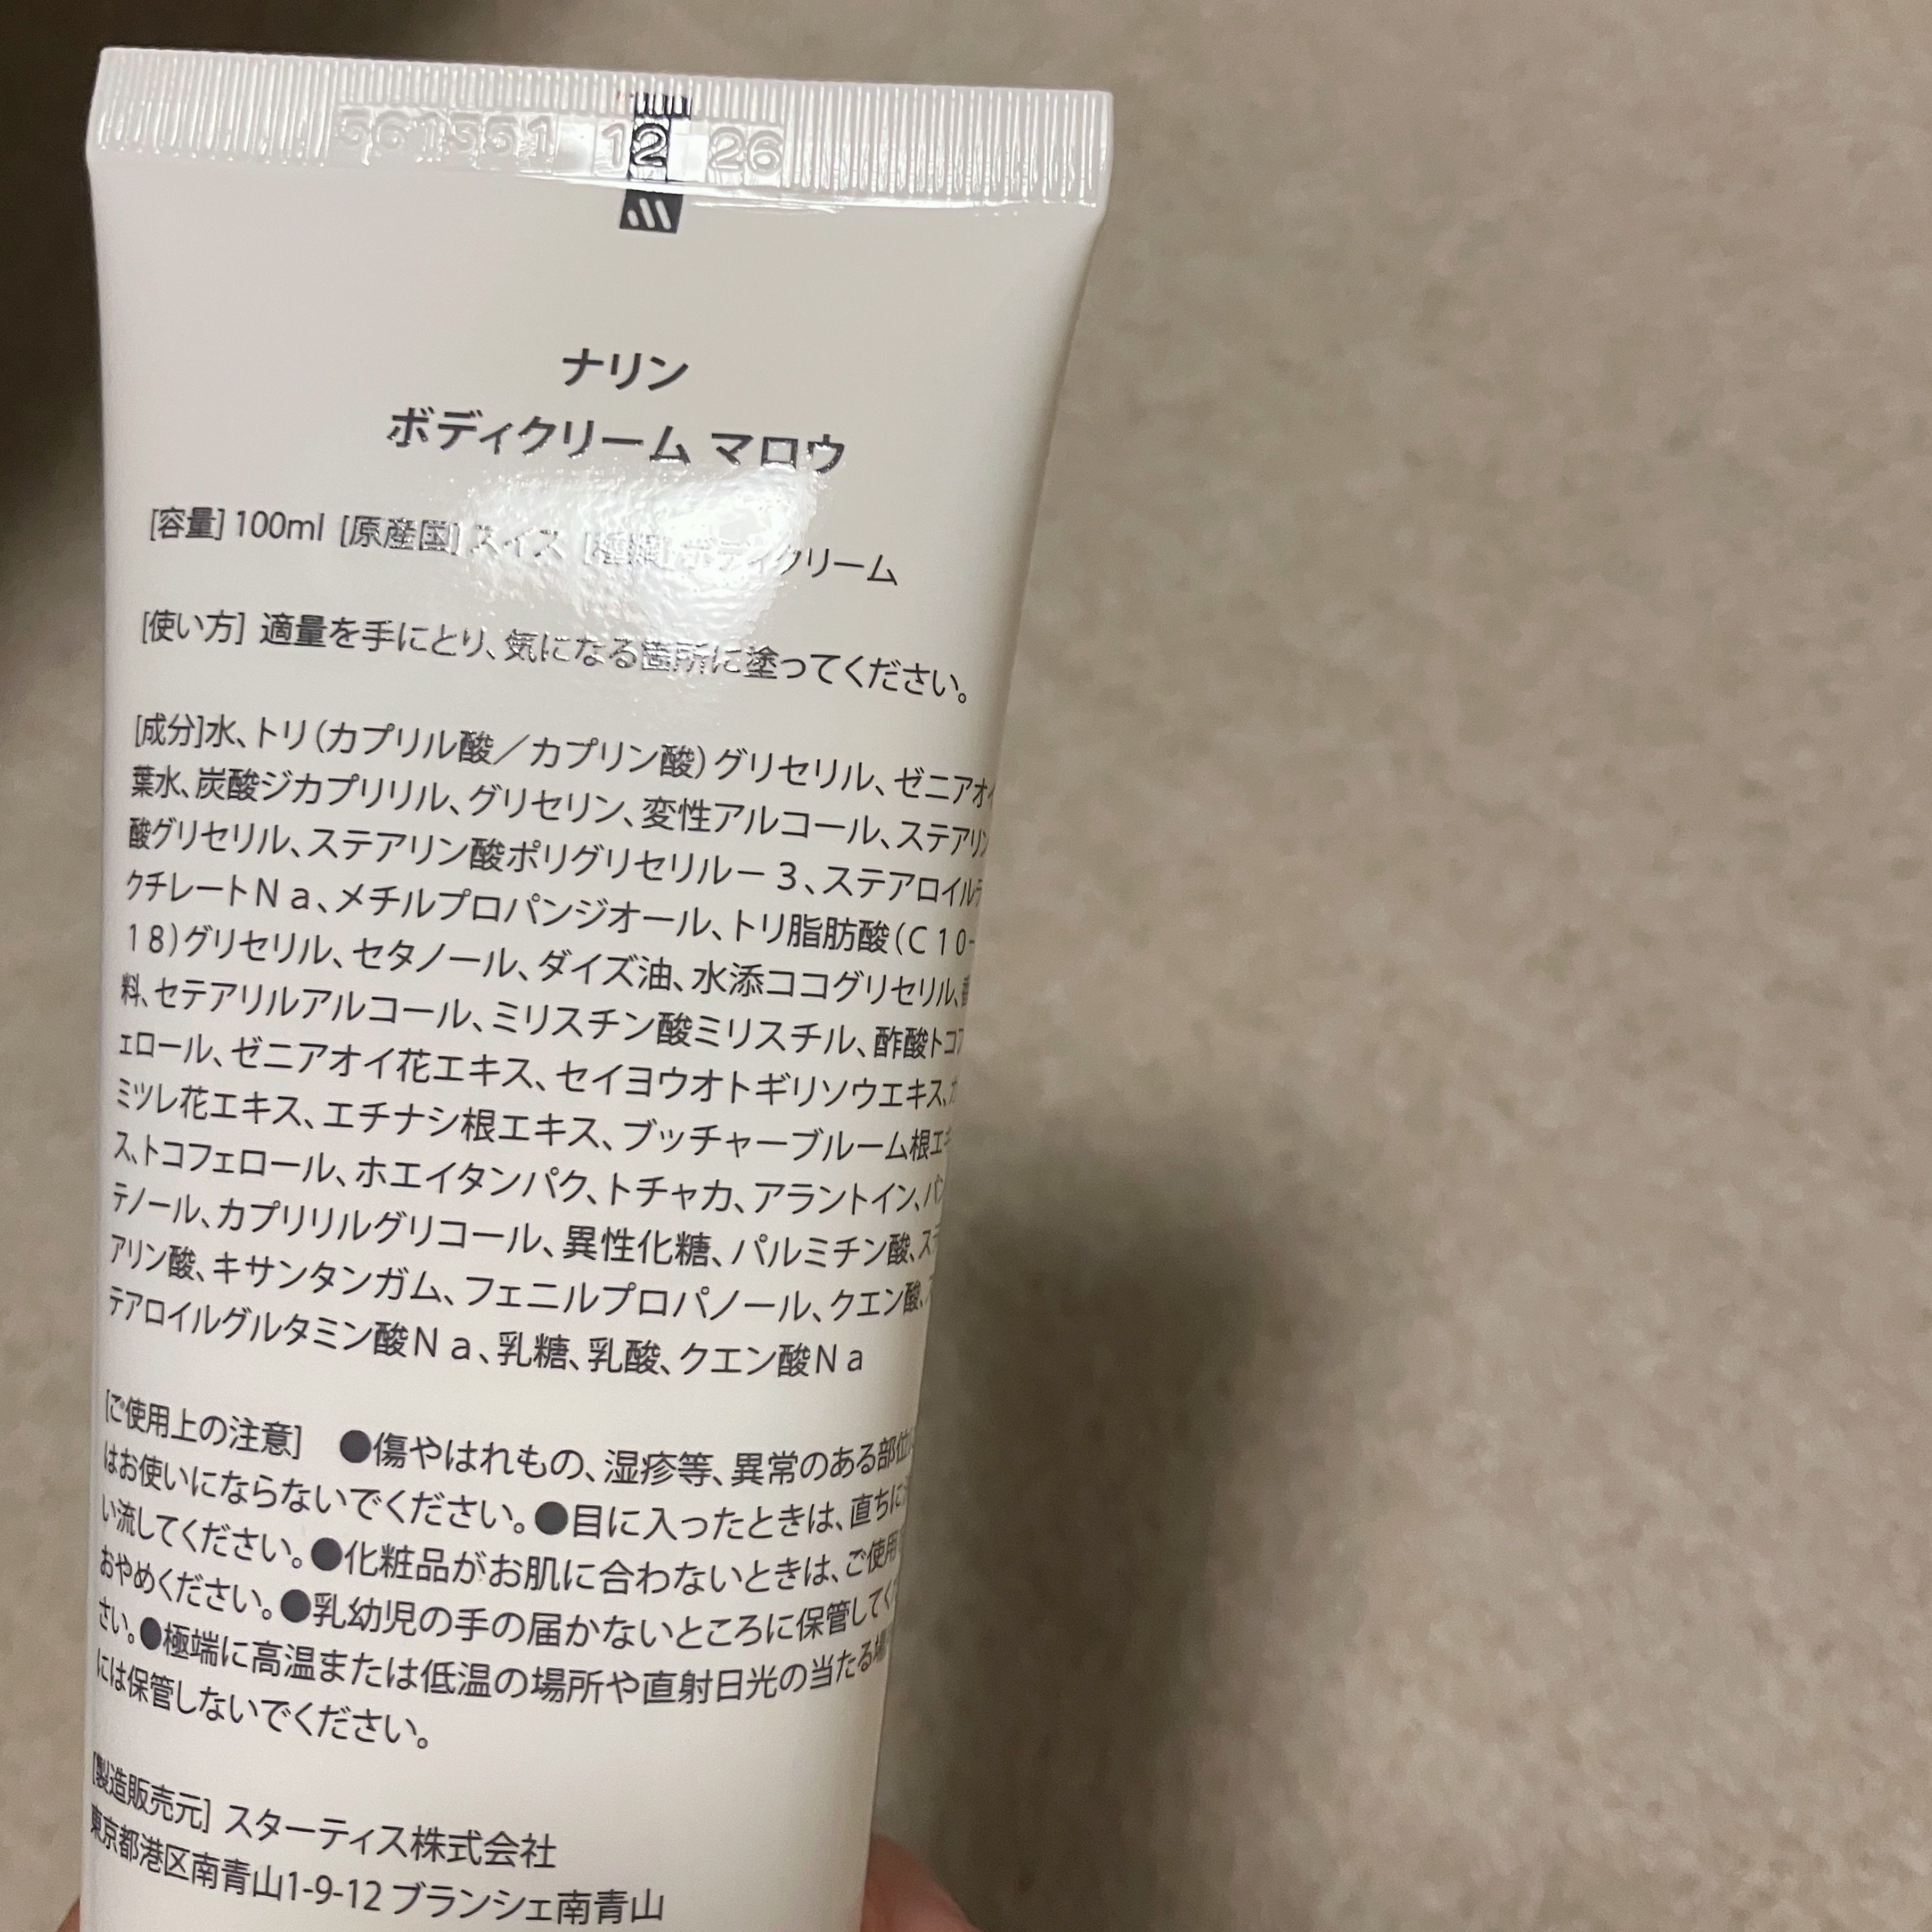 561551 12 26
ナリン
ボディクリーム マロウ
[容量] 100ml [原産国] スイス [種類] ボディクリーム
[使い方] 適量を手にとり、気になる箇所に塗ってください。
[成分]水、トリ(カプリル酸／カプリン酸)グリセリル、ゼニアオイ
葉水、炭酸ジカプリリル、グリセリン、変性アルコール、ステアリン
酸グリセリル、ステアリン酸ポリグリセリルー３、ステアロイルラ
クチレートＮａ、メチルプロパンジオール、トリ脂肪酸(Ｃ１０-
１８)グリセリル、セタノール、ダイズ油、水添ココグリセリル、香
料、セテアリルアルコール、ミリスチン酸ミリスチル、酢酸トコフ
ェロール、ゼニアオイ花エキス、セイヨウオトギリソウエキス、カ
ミツレ花エキス、エチナシ根エキス、ブッチャーブルーム根エキ
ス、トコフェロール、ホエイタンパク、トチャカ、アラントイン、パン
テノール、カプリリルグリコール、異性化糖、パルミチン酸、ステ
アリン酸、キサンタンガム、フェニルプロパノール、クエン酸、ス
テアロイルグルタミン酸Ｎａ、乳糖、乳酸、クエン酸Ｎａ
[ご使用上の注意] ●傷やはれもの、湿疹等、異常のある部位に
はお使いにならないでください。●目に入ったときは、直ちに
い流してください。●化粧品がお肌に合わないときは、ご使用
おやめください。●乳幼児の手の届かないところに保管してくだ
さい。●極端に高温または低温の場所や直射日光の当たる場
には保管しないでください。
[製造販売元] スターティス株式会社
東京都港区南青山1-9-12 ブランシェ南青山